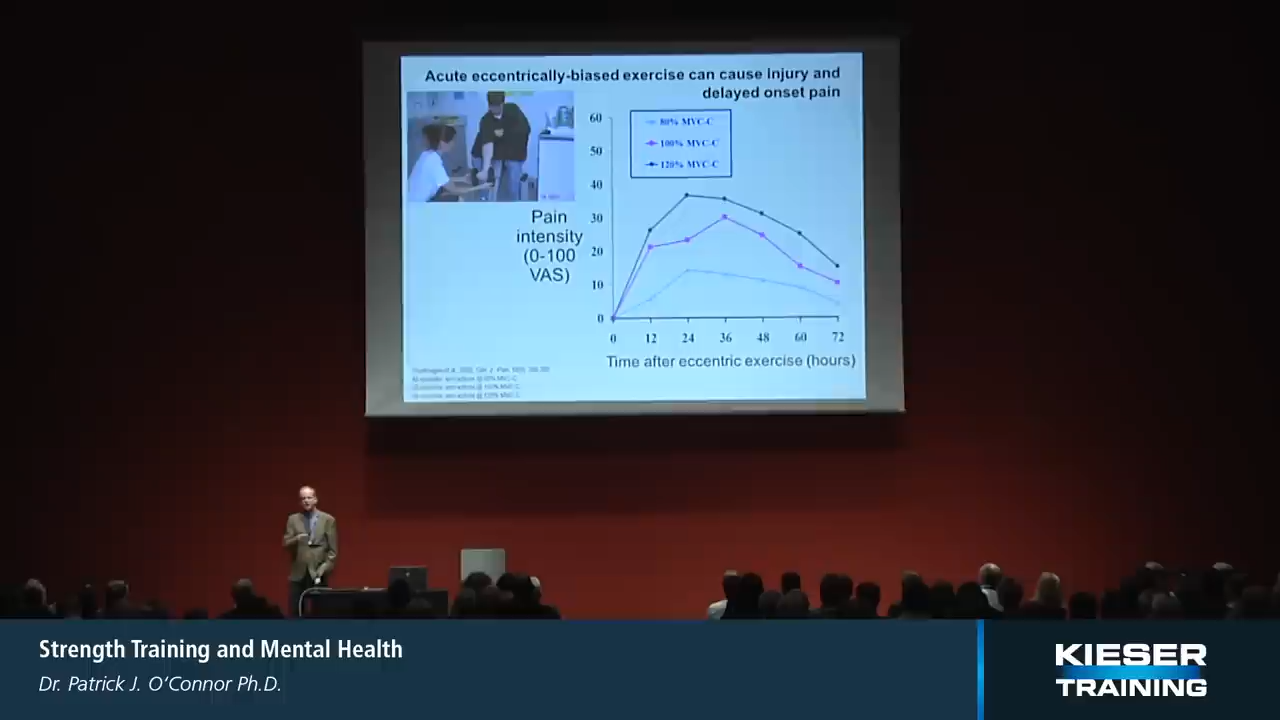 Acute eccentrically-biased exercise can cause injury and
delayed onset pain
60
50
40
30
20
10
0
80% MVC-C
100% MVC-C
120% MVC-C
Pain
intensity
(0-100
VAS)
0 12 24 36 48 60 72
Time after eccentric exercise (hours)
Strength Training and Mental Health
Dr. Patrick J. O'Connor Ph.D.
KIESER
TRAINING